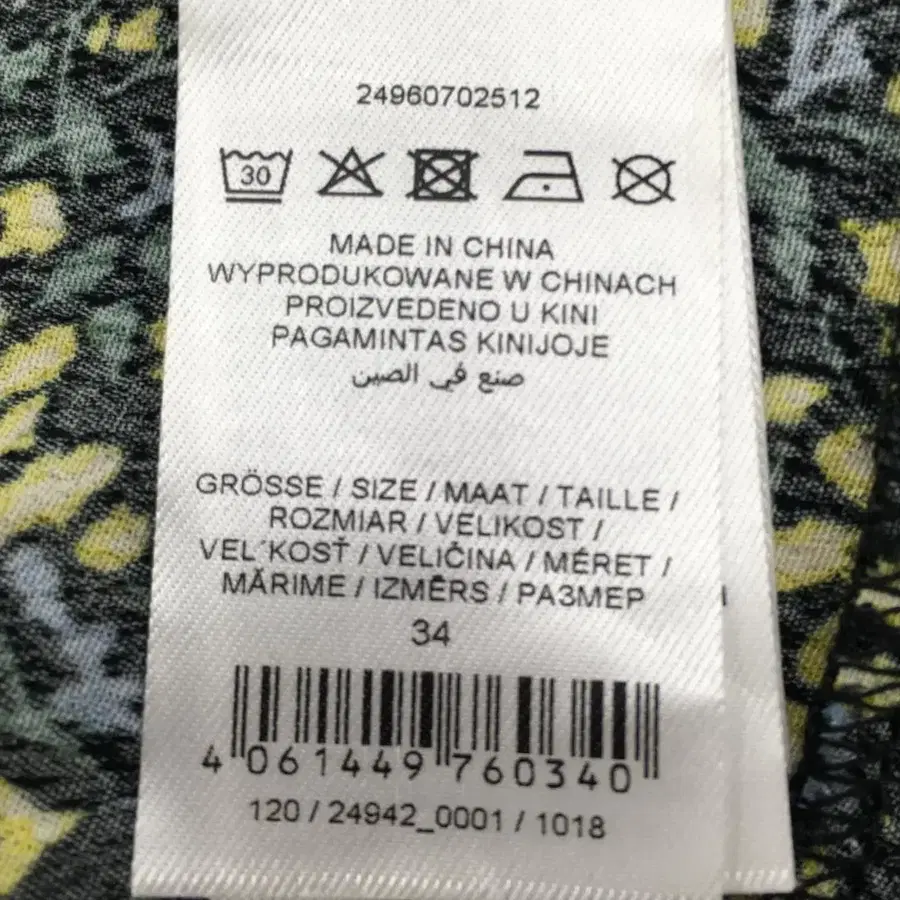 24960702512
30
MADE IN CHINA
WYPRODUKOWANE W CHINACH
PROIZVEDENO U KINI
PAGAMINTAS KINIJOJE
صنع في الصين
GRÖSSE / SIZE / MAAT / TAILLE /
ROZMIAR / VELIKOST /
VEL´KOSŤ / VELIČINA / MÉRET /
MĂRIME / IZMĒRS / РАЗМЕР
34
4 061449 760340
120 / 24942_0001 / 1018